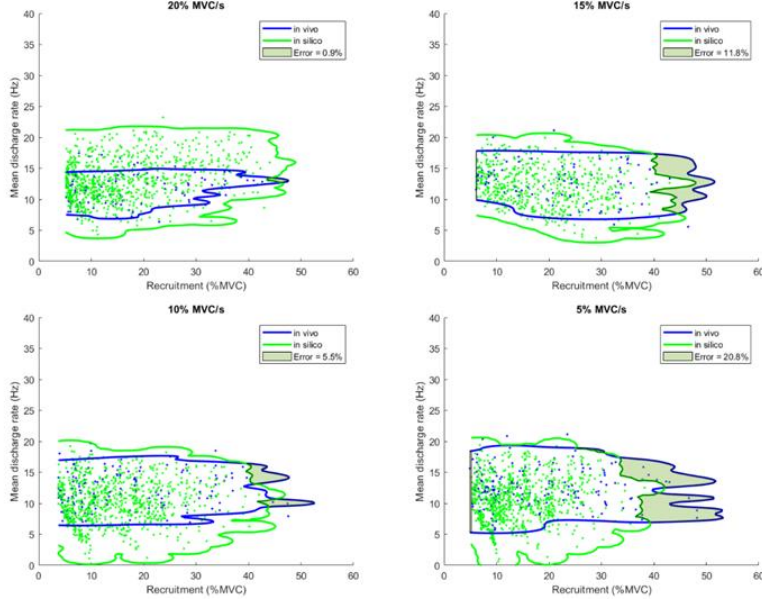 20% MVC/s
in vivo
in silico
Error = 0.9%
Mean discharge rate (Hz)
40
35
30
25
20
15
10
5
0
0 10 20 30 40 50 60
Recruitment (%MVC)
15% MVC/s
in vivo
in silico
Error = 11.8%
Mean discharge rate (Hz)
40
35
30
25
20
15
10
5
0
0 10 20 30 40 50 60
Recruitment (%MVC)
10% MVC/s
in vivo
in silico
Error = 5.5%
Mean discharge rate (Hz)
40
35
30
25
20
15
10
5
0
0 10 20 30 40 50 60
Recruitment (%MVC)
5% MVC/s
in vivo
in silico
Error = 20.8%
Mean discharge rate (Hz)
40
35
30
25
20
15
10
5
0
0 10 20 30 40 50 60
Recruitment (%MVC)